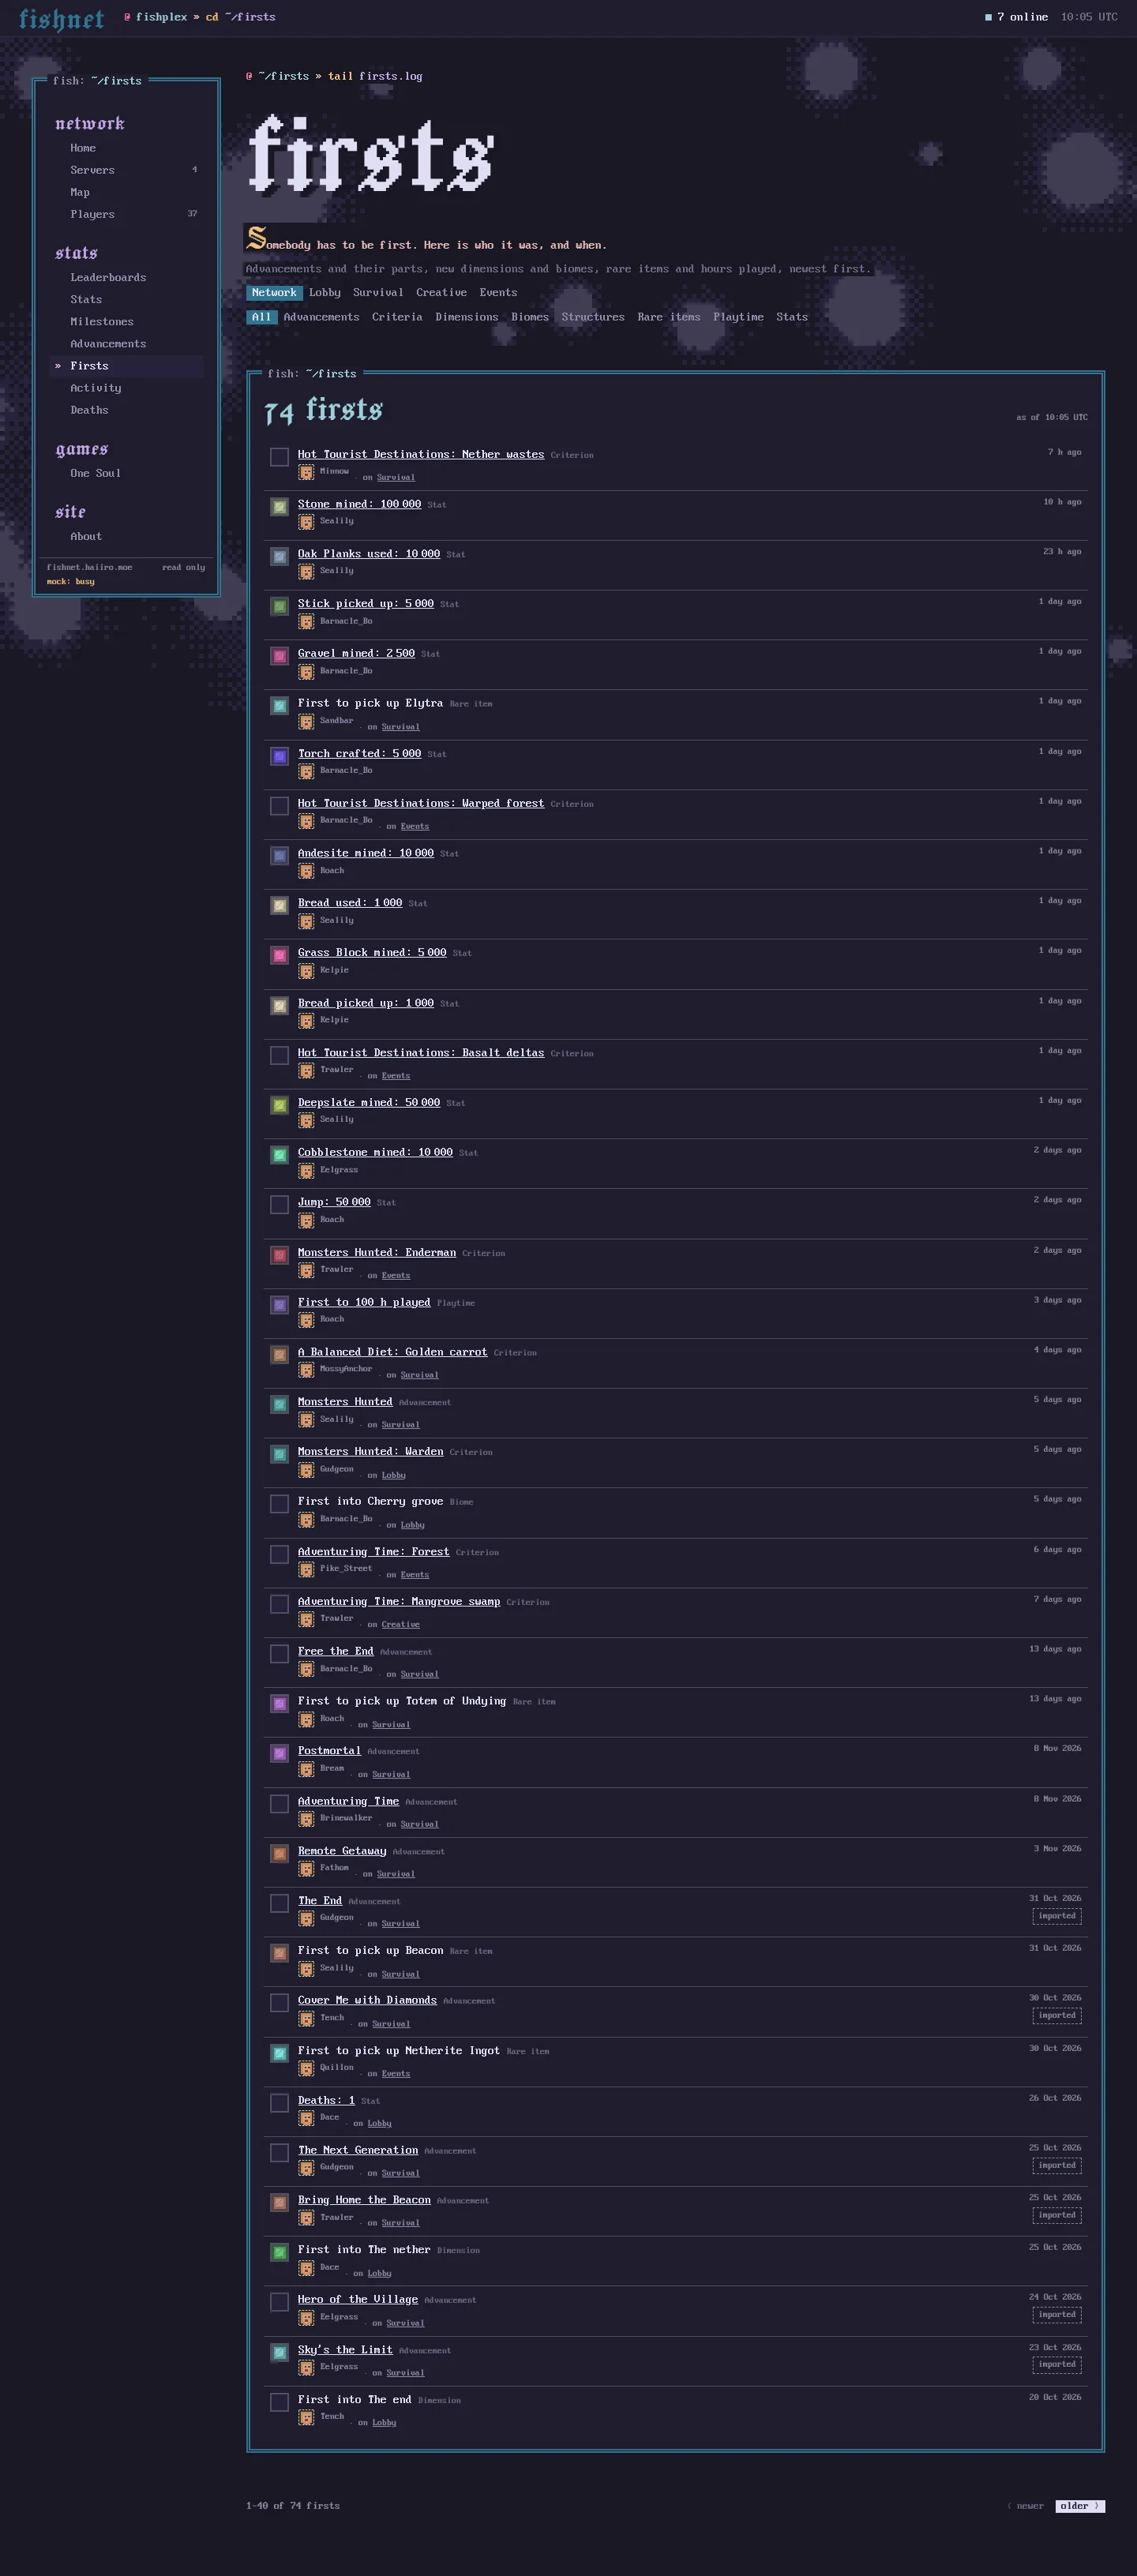 fishnet @ fishplex » cd ~/firsts 7 online 10:05 UTC
fish: ~/firsts
network
Home
Servers 4
Map
Players 37
stats
Leaderboards
Stats
Milestones
Advancements
» Firsts
Activity
Deaths
games
One Soul
site
About
fishnet.haiiro.moe read only
mock: busy
@ ~/firsts » tail firsts.log
firsts
Somebody has to be first. Here is who it was, and when.
Advancements and their parts, new dimensions and biomes, rare items and hours played, newest first.
Network Lobby Survival Creative Events
All Advancements Criteria Dimensions Biomes Structures Rare items Playtime Stats
fish: ~/firsts
74 firsts as of 10:05 UTC
Hot Tourist Destinations: Nether wastes Criterion 7 h ago
Minnow · on Survival
Stone mined: 100 000 Stat 10 h ago
Sealily
Oak Planks used: 10 000 Stat 23 h ago
Sealily
Stick picked up: 5 000 Stat 1 day ago
Barnacle_Bo
Gravel mined: 2 500 Stat 1 day ago
Barnacle_Bo
First to pick up Elytra Rare item 1 day ago
Sandbar · on Survival
Torch crafted: 5 000 Stat 1 day ago
Barnacle_Bo
Hot Tourist Destinations: Warped forest Criterion 1 day ago
Barnacle_Bo · on Events
Andesite mined: 10 000 Stat 1 day ago
Roach
Bread used: 1 000 Stat 1 day ago
Sealily
Grass Block mined: 5 000 Stat 1 day ago
Kelpie
Bread picked up: 1 000 Stat 1 day ago
Kelpie
Hot Tourist Destinations: Basalt deltas Criterion 1 day ago
Trawler · on Events
Deepslate mined: 50 000 Stat 1 day ago
Sealily
Cobblestone mined: 10 000 Stat 2 days ago
Eelgrass
Jump: 50 000 Stat 2 days ago
Roach
Monsters Hunted: Enderman Criterion 2 days ago
Trawler · on Events
First to 100 h played Playtime 3 days ago
Roach
A Balanced Diet: Golden carrot Criterion 4 days ago
MossyAnchor · on Survival
Monsters Hunted Advancement 5 days ago
Sealily · on Survival
Monsters Hunted: Warden Criterion 5 days ago
Gudgeon · on Lobby
First into Cherry grove Biome 5 days ago
Barnacle_Bo · on Lobby
Adventuring Time: Forest Criterion 6 days ago
Pike_Street · on Events
Adventuring Time: Mangrove swamp Criterion 7 days ago
Trawler · on Creative
Free the End Advancement 13 days ago
Barnacle_Bo · on Survival
First to pick up Totem of Undying Rare item 13 days ago
Roach · on Survival
Postmortal Advancement 8 Nov 2026
Bream · on Survival
Adventuring Time Advancement 8 Nov 2026
Brinewalker · on Survival
Remote Getaway Advancement 3 Nov 2026
Fathom · on Survival
The End Advancement 31 Oct 2026
Gudgeon · on Survival imported
First to pick up Beacon Rare item 31 Oct 2026
Sealily · on Survival
Cover Me with Diamonds Advancement 30 Oct 2026
Tench · on Survival imported
First to pick up Netherite Ingot Rare item 30 Oct 2026
Quillon · on Events
Deaths: 1 Stat 26 Oct 2026
Dace · on Lobby
The Next Generation Advancement 25 Oct 2026
Gudgeon · on Survival imported
Bring Home the Beacon Advancement 25 Oct 2026
Trawler · on Survival imported
First into The nether Dimension 25 Oct 2026
Dace · on Lobby
Hero of the Village Advancement 24 Oct 2026
Eelgrass · on Survival imported
Sky's the Limit Advancement 23 Oct 2026
Eelgrass · on Survival imported
First into The end Dimension 20 Oct 2026
Tench · on Lobby
1-40 of 74 firsts ⟨ newer older ⟩